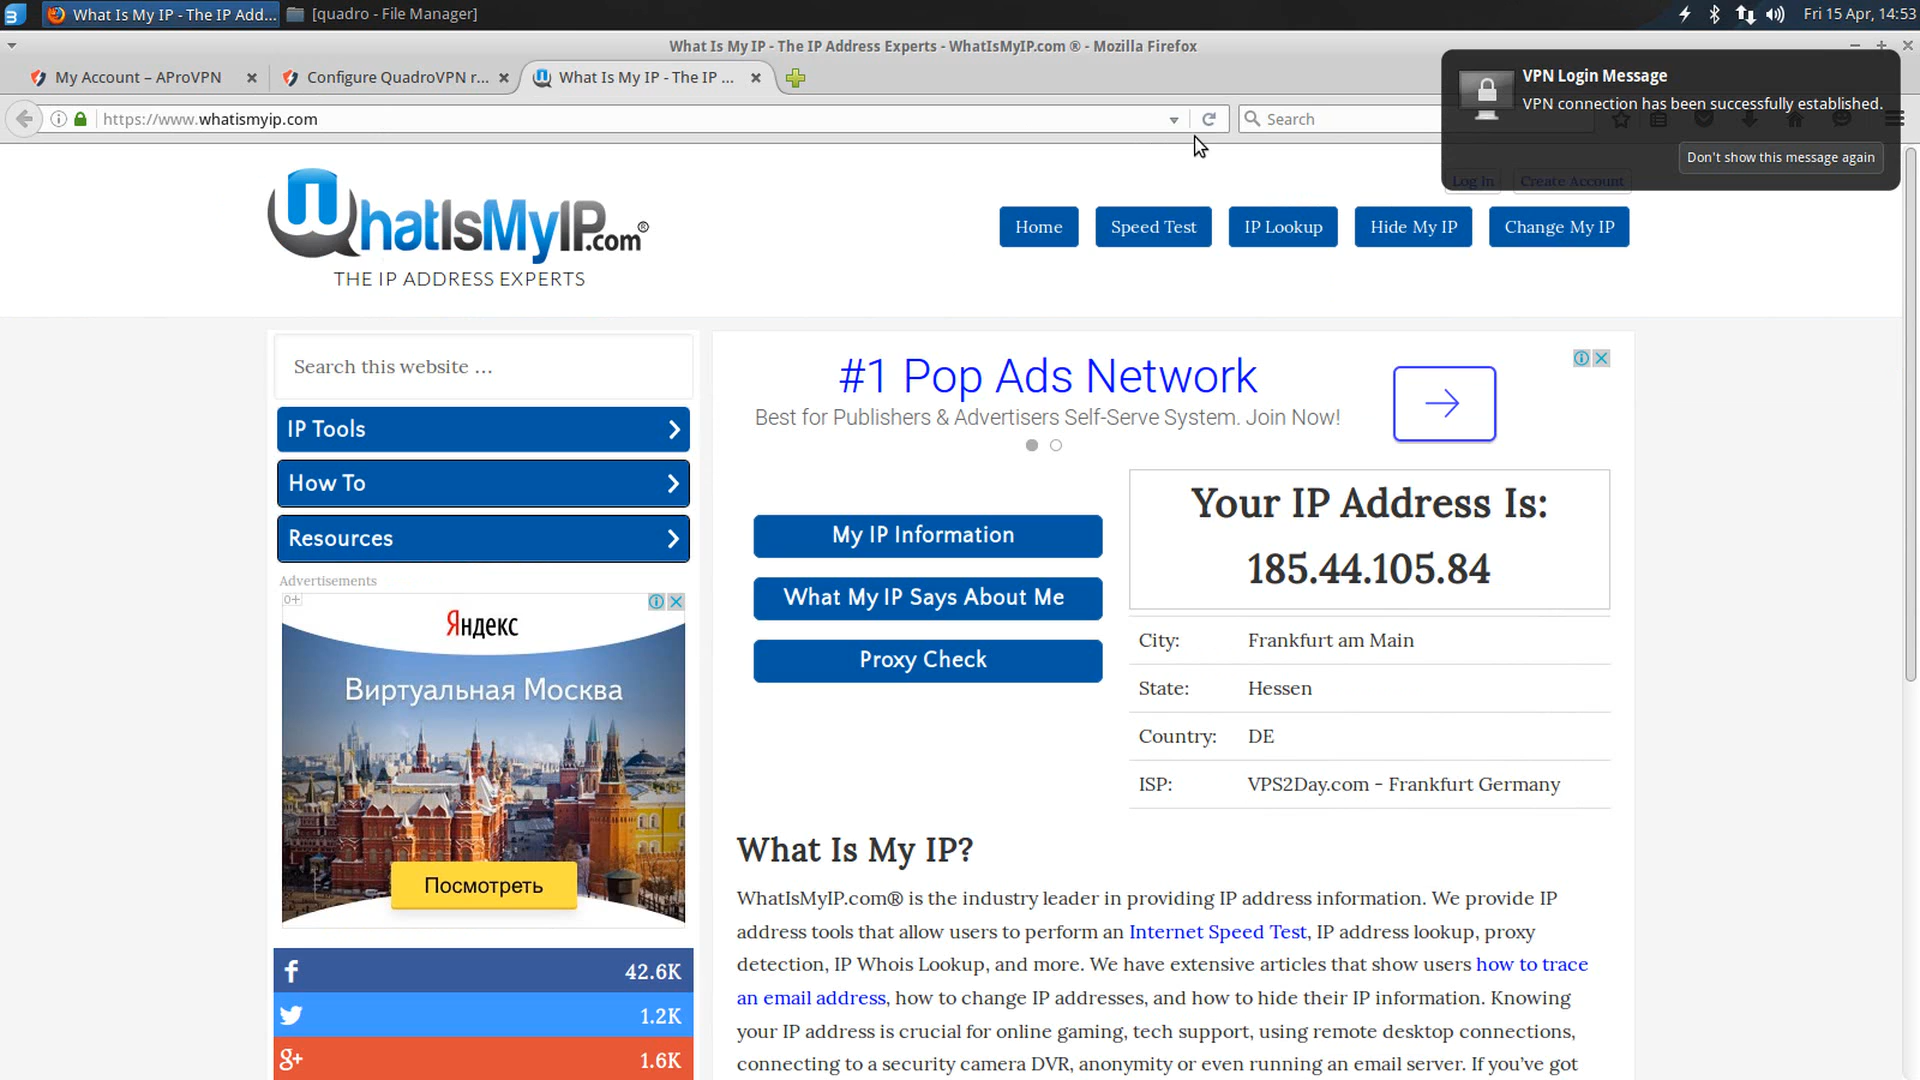 What Is My IP - The IP Add...
[quadro - File Manager]
Fri 15 Apr, 14:53
What Is My IP - The IP Address Experts - WhatIsMyIP.com ® - Mozilla Firefox
My Account – AProVPN
Configure QuadroVPN r...
What Is My IP - The IP ...
VPN Login Message
VPN connection has been successfully established.
Don't show this message again
https://www.whatismyip.com
Search
Log In
Create Account
WhatIsMyIP.com®
THE IP ADDRESS EXPERTS
Home
Speed Test
IP Lookup
Hide My IP
Change My IP
Search this website …
IP Tools
How To
Resources
Advertisements
0+
Яндекс
Виртуальная Москва
Посмотреть
42.6K
1.2K
g+ 1.6K
#1 Pop Ads Network
Best for Publishers & Advertisers Self-Serve System. Join Now!
My IP Information
What My IP Says About Me
Proxy Check
Your IP Address Is:
185.44.105.84
City: Frankfurt am Main
State: Hessen
Country: DE
ISP: VPS2Day.com - Frankfurt Germany
What Is My IP?
WhatIsMyIP.com® is the industry leader in providing IP address information. We provide IP
address tools that allow users to perform an Internet Speed Test, IP address lookup, proxy
detection, IP Whois Lookup, and more. We have extensive articles that show users how to trace
an email address, how to change IP addresses, and how to hide their IP information. Knowing
your IP address is crucial for online gaming, tech support, using remote desktop connections,
connecting to a security camera DVR, anonymity or even running an email server. If you’ve got